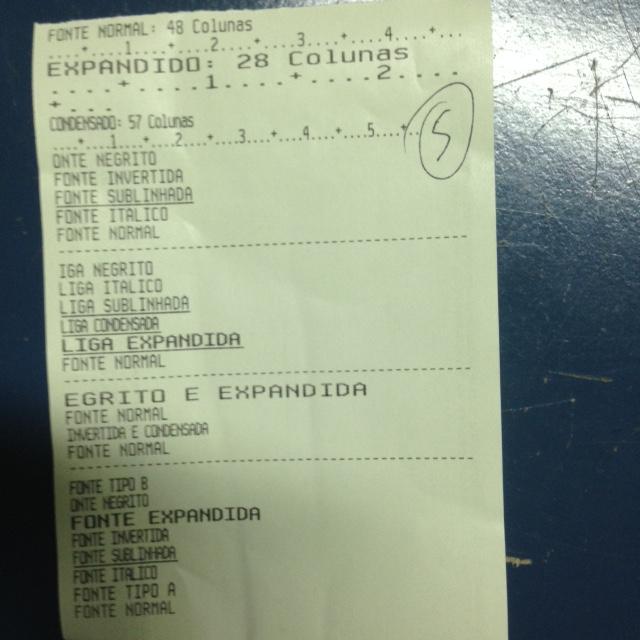 FONTE NORMAL: 48 Colunas
....+....1....+....2....+....3....+....4....+...
EXPANDIDO: 28 Colunas
....+....1....+....2....
+....
CONDENSADO: 57 Colunas
....+....1....+....2....+....3....+....4....+....5....+..
5
ONTE NEGRITO
FONTE INVERTIDA
FONTE SUBLINHADA
FONTE ITALICO
FONTE NORMAL
------------------------------------------------
IGA NEGRITO
LIGA ITALICO
LIGA SUBLINHADA
LIGA CONDENSADA
LIGA EXPANDIDA
FONTE NORMAL
------------------------------------------------
EGRITO E EXPANDIDA
FONTE NORMAL
INVERTIDA E CONDENSADA
FONTE NORMAL
------------------------------------------------
FONTE TIPO B
ONTE NEGRITO
FONTE EXPANDIDA
FONTE INVERTIDA
FONTE SUBLINHADA
FONTE ITALICO
FONTE TIPO A
FONTE NORMAL